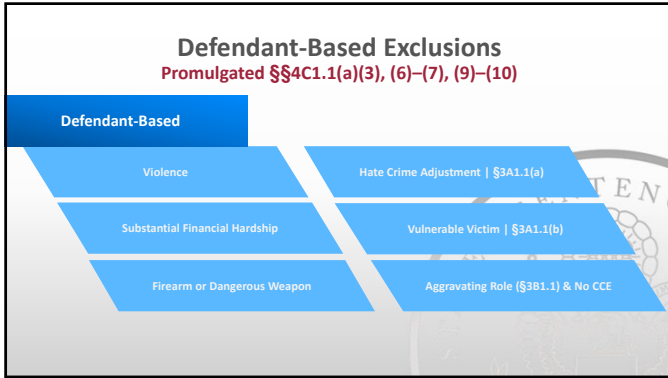 Defendant-Based Exclusions
Promulgated §§4C1.1(a)(3), (6)–(7), (9)–(10)
Defendant-Based
Violence
Hate Crime Adjustment | §3A1.1(a)
Substantial Financial Hardship
Vulnerable Victim | §3A1.1(b)
Firearm or Dangerous Weapon
Aggravating Role (§3B1.1) & No CCE